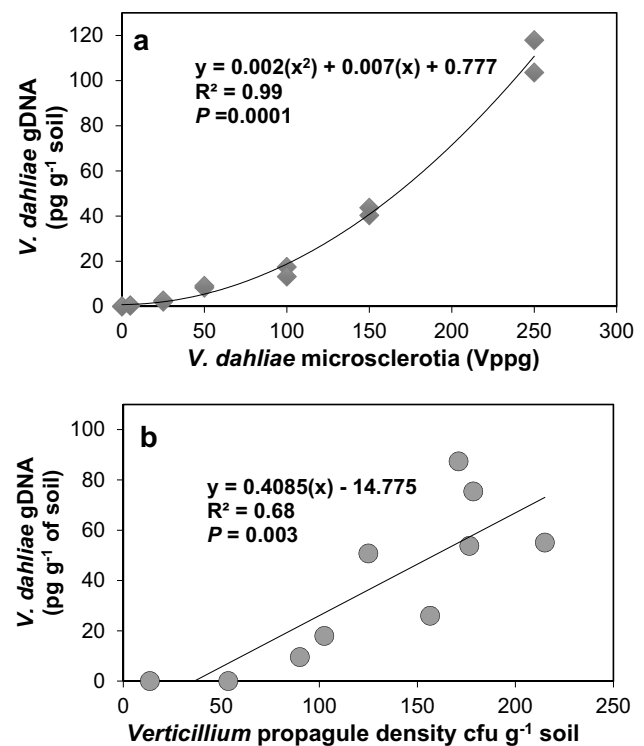 a
y = 0.002(x²) + 0.007(x) + 0.777
R² = 0.99
P =0.0001
V. dahliae gDNA
(pg g⁻¹ soil)
120
100
80
60
40
20
0
0 50 100 150 200 250 300
V. dahliae microsclerotia (Vppg)
b
y = 0.4085(x) - 14.775
R² = 0.68
P = 0.003
V. dahliae gDNA
(pg g⁻¹ of soil)
100
80
60
40
20
0
0 50 100 150 200 250
Verticillium propagule density cfu g⁻¹ soil